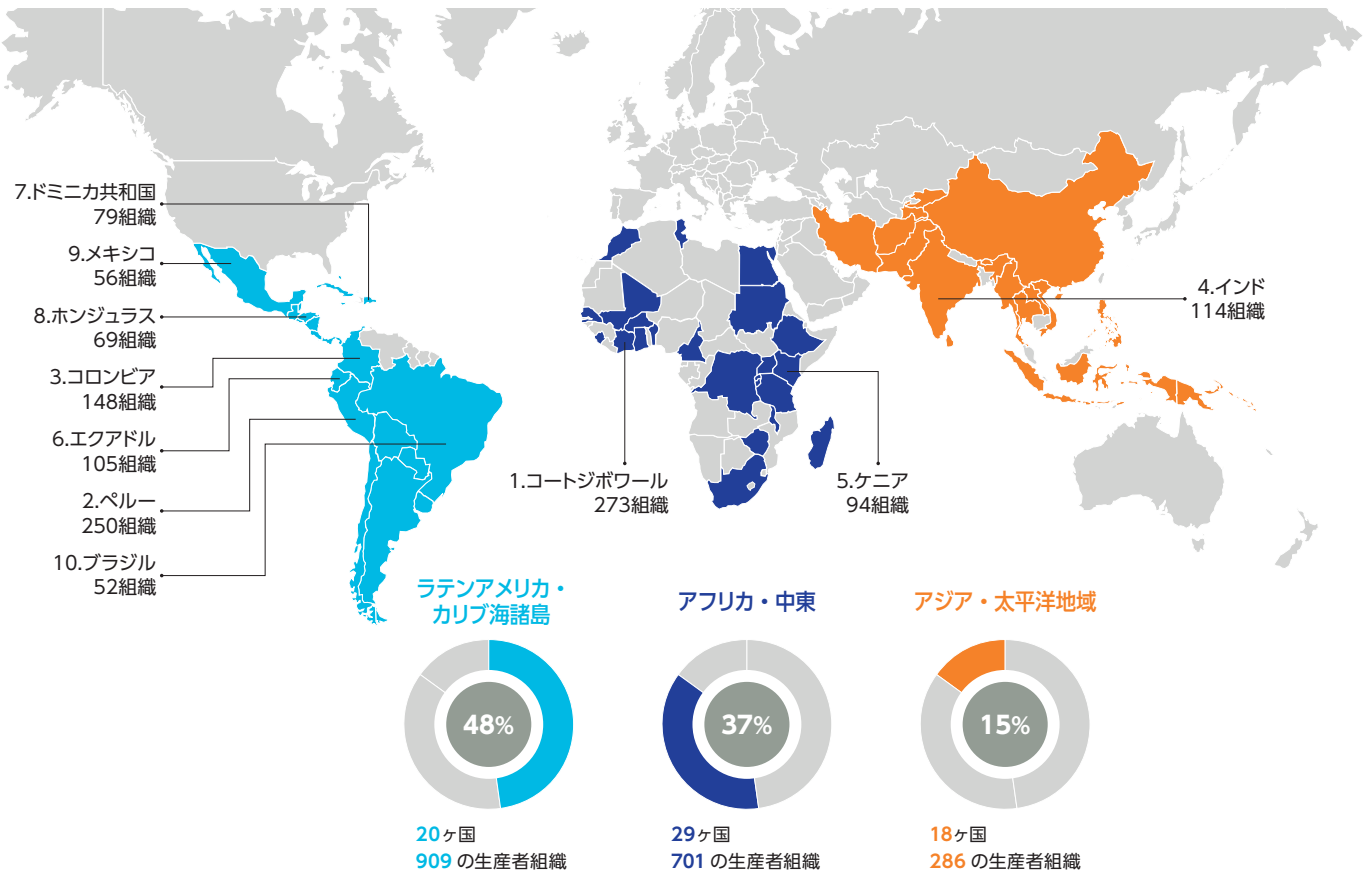 7.ドミニカ共和国
79組織
9.メキシコ
56組織
8.ホンジュラス
69組織
3.コロンビア
148組織
6.エクアドル
105組織
2.ペルー
250組織
10.ブラジル
52組織
1.コートジボワール
273組織
5.ケニア
94組織
4.インド
114組織
ラテンアメリカ・
カリブ海諸島
48%
20ヶ国
909 の生産者組織
アフリカ・中東
37%
29ヶ国
701 の生産者組織
アジア・太平洋地域
15%
18ヶ国
286 の生産者組織